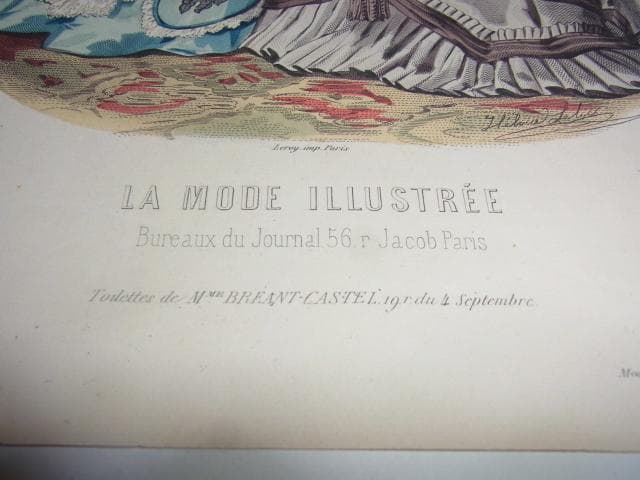 Leroy, imp. Paris
LA MODE ILLUSTRÉE
Bureaux du Journal 56. r Jacob Paris
Toilettes de MME BRÉANT-CASTEL. 19 r du 4 Septembre.